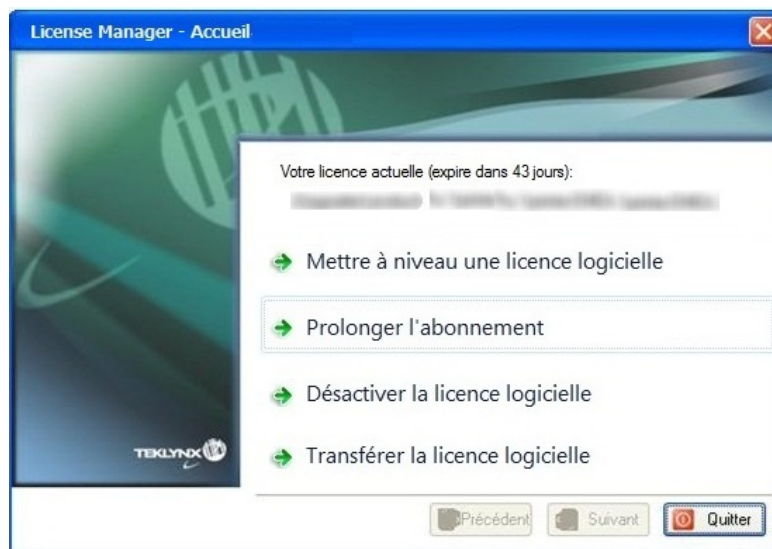 License Manager - Accueil
Votre licence actuelle (expire dans 43 jours):
Mettre à niveau une licence logicielle
Prolonger l'abonnement
Désactiver la licence logicielle
Transférer la licence logicielle
TEKLYNX
Précédent
Suivant
Quitter